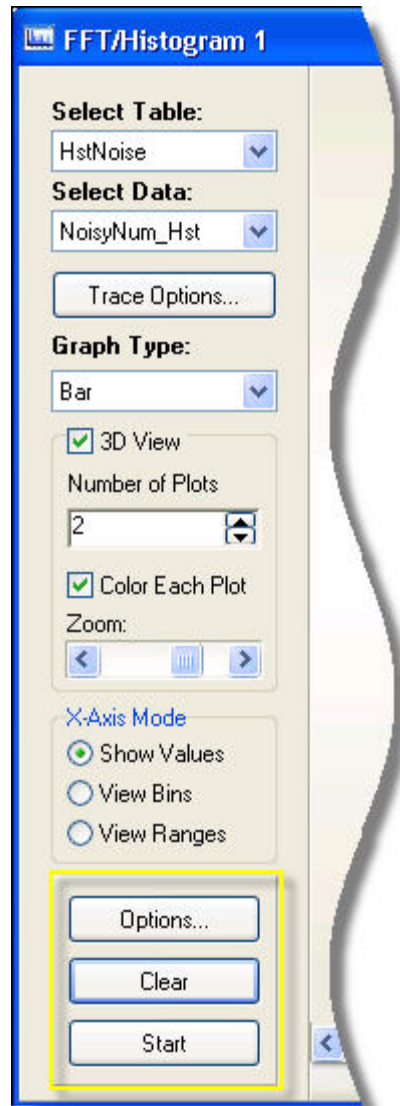 FFT/Histogram 1
Select Table:
HstNoise
Select Data:
NoisyNum_Hst
Trace Options...
Graph Type:
Bar
3D View
Number of Plots
2
Color Each Plot
Zoom:
X-Axis Mode
Show Values
View Bins
View Ranges
Options...
Clear
Start